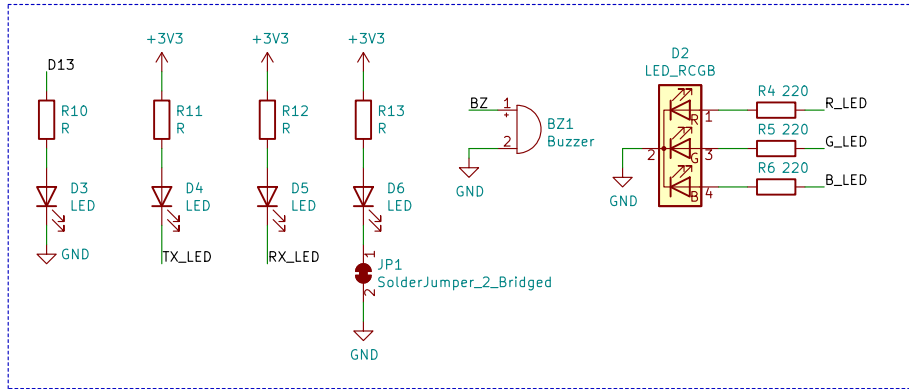 +3V3
+3V3
+3V3
D13
R10
R
R11
R
R12
R
R13
R
D3
LED
D4
LED
D5
LED
D6
LED
GND
TX_LED
RX_LED
1
JP1
SolderJumper_2_Bridged
2
GND
BZ
1
+
2
BZ1
Buzzer
GND
D2
LED_RCGB
R
1
2
G
3
B
4
GND
R4 220
R_LED
R5 220
G_LED
R6 220
B_LED